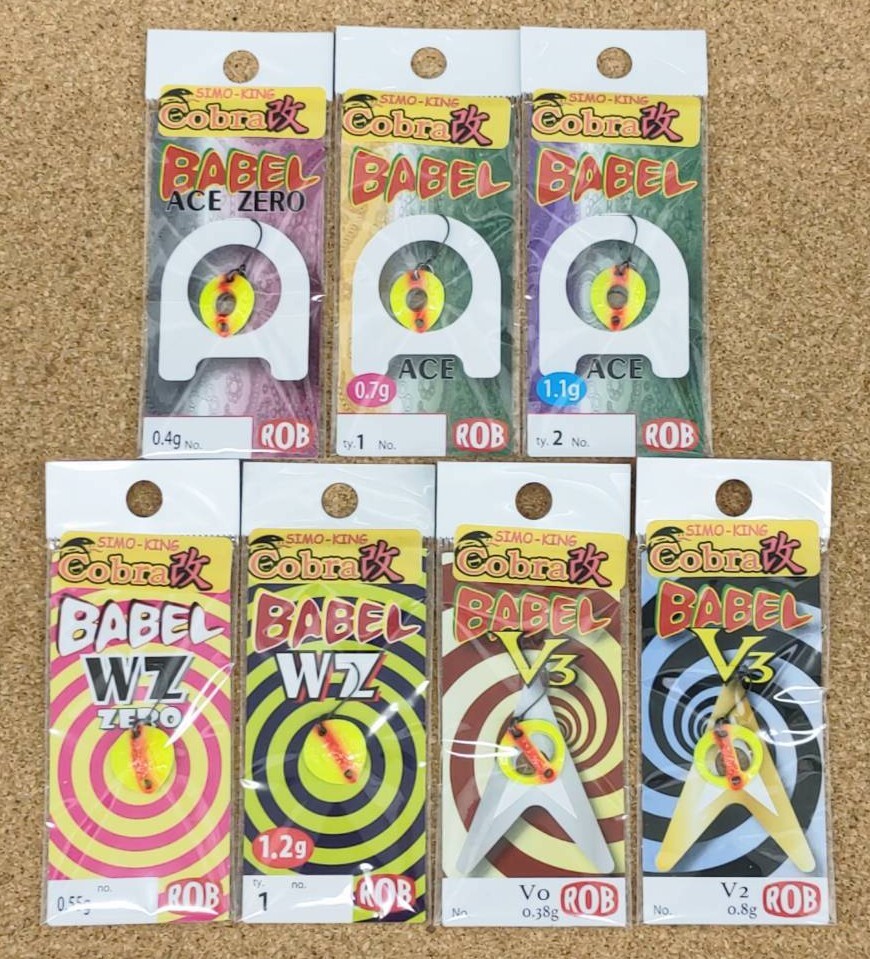 SIMO-KING
Cobra改
BABEL
ACE ZERO
0.4g No.
ROB
SIMO-KING
Cobra改
BABEL
ACE
0.7g
ty. 1 No.
ROB
SIMO-KING
Cobra改
BABEL
ACE
1.1g
ty. 2 No.
ROB
SIMO-KING
Cobra改
BABEL
WZ
ZERO
no.
0.55g
ROB
SIMO-KING
Cobra改
BABEL
WZ
1.2g
ty. no.
1
ROB
SIMO-KING
Cobra改
BABEL
V3
V0
No. 0.38g
ROB
SIMO-KING
Cobra改
BABEL
V3
V2
No. 0.8g
ROB